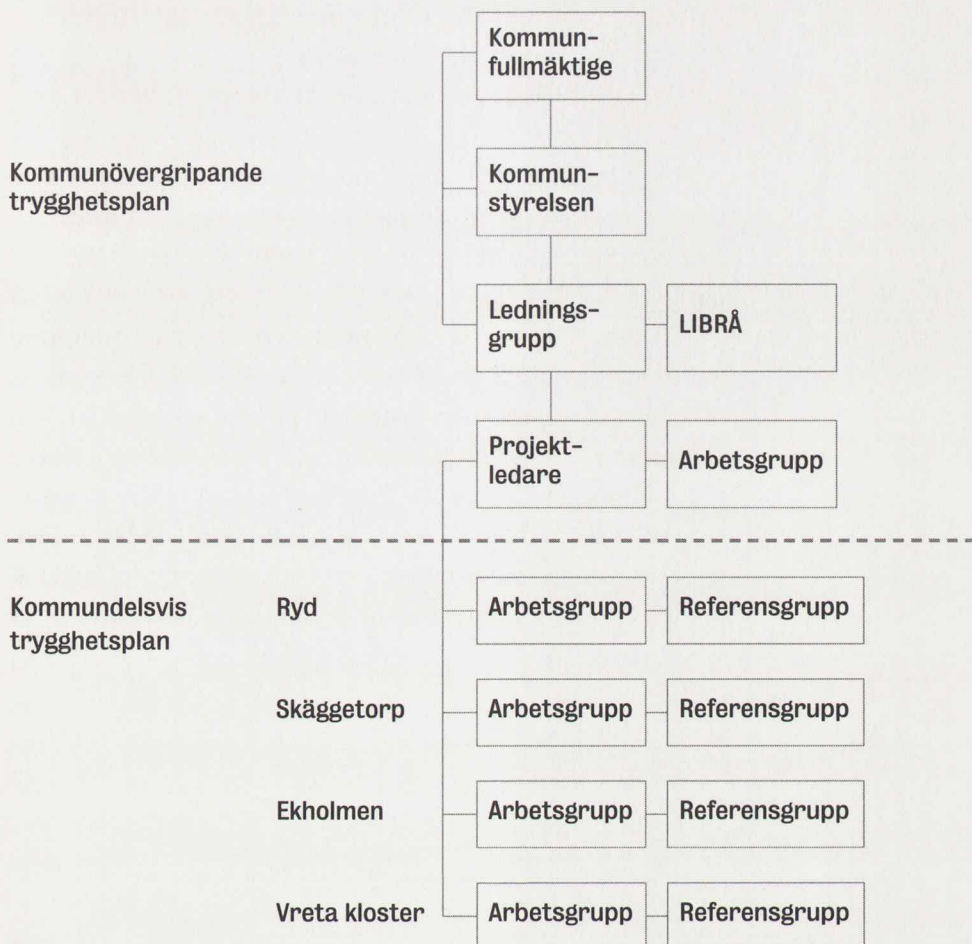 Kommun-
fullmäktige
Kommunövergripande
trygghetsplan
Kommun-
styrelsen
Lednings-
grupp
LIBRÅ
Projekt-
ledare
Arbetsgrupp
Kommundelsvis
trygghetsplan
Ryd
Arbetsgrupp
Referensgrupp
Skäggetorp
Arbetsgrupp
Referensgrupp
Ekholmen
Arbetsgrupp
Referensgrupp
Vreta kloster
Arbetsgrupp
Referensgrupp